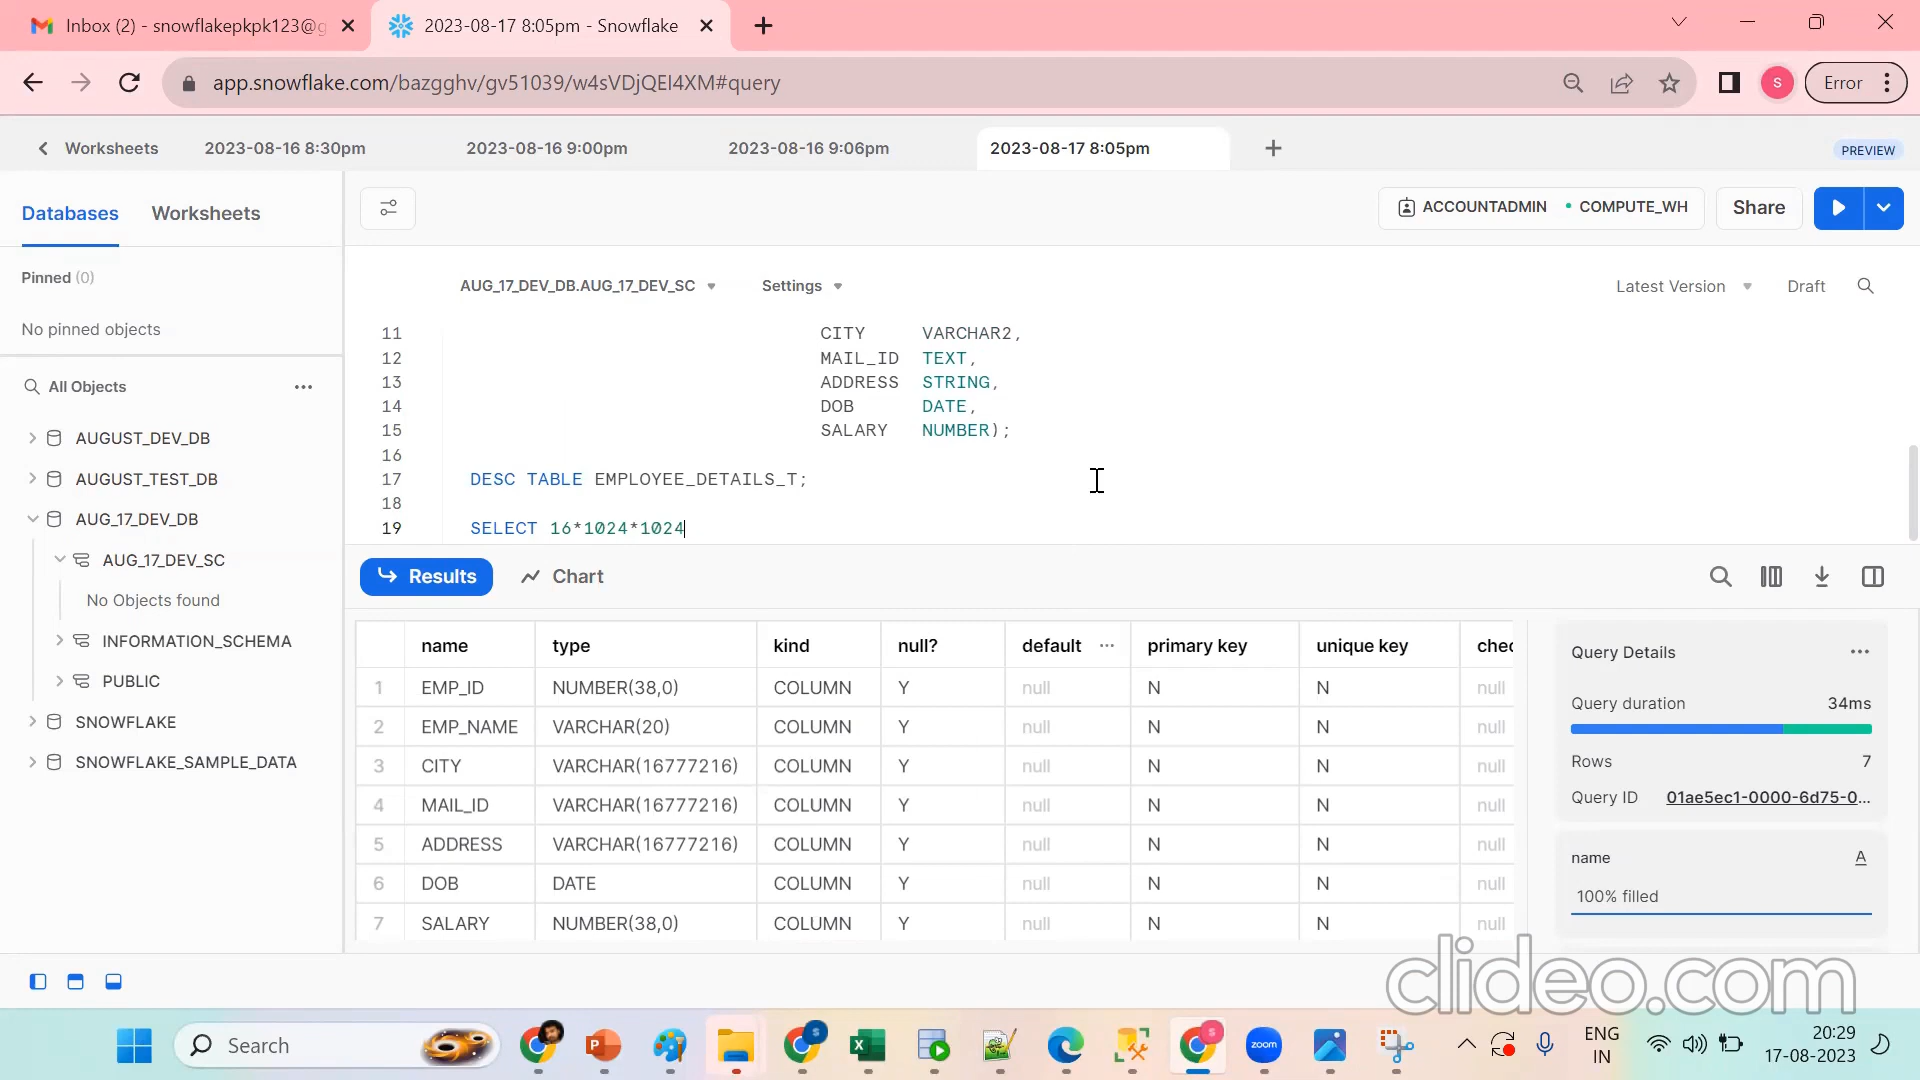 Inbox (2) - snowflakepkpk123@g
2023-08-17 8:05pm - Snowflake
app.snowflake.com/bazgghv/gv51039/w4sVDjQEI4XM#query
S
Error
Worksheets
2023-08-16 8:30pm
2023-08-16 9:00pm
2023-08-16 9:06pm
2023-08-17 8:05pm
PREVIEW
Databases
Worksheets
ACCOUNTADMIN
COMPUTE_WH
Share
Pinned (0)
No pinned objects
AUG_17_DEV_DB.AUG_17_DEV_SC
Settings
Latest Version
Draft
11 CITY VARCHAR2,
12 MAIL_ID TEXT,
13 ADDRESS STRING,
14 DOB DATE,
15 SALARY NUMBER);
16
17 DESC TABLE EMPLOYEE_DETAILS_T;
18
19 SELECT 16*1024*1024
All Objects
AUGUST_DEV_DB
AUGUST_TEST_DB
AUG_17_DEV_DB
AUG_17_DEV_SC
No Objects found
INFORMATION_SCHEMA
PUBLIC
SNOWFLAKE
SNOWFLAKE_SAMPLE_DATA
Results
Chart
name type kind null? default primary key unique key chec
1 EMP_ID NUMBER(38,0) COLUMN Y null N N null
2 EMP_NAME VARCHAR(20) COLUMN Y null N N null
3 CITY VARCHAR(16777216) COLUMN Y null N N null
4 MAIL_ID VARCHAR(16777216) COLUMN Y null N N null
5 ADDRESS VARCHAR(16777216) COLUMN Y null N N null
6 DOB DATE COLUMN Y null N N null
7 SALARY NUMBER(38,0) COLUMN Y null N N null
Query Details
Query duration 34ms
Rows 7
Query ID 01ae5ec1-0000-6d75-0...
name A
100% filled
clideo.com
Search
S
S
zoom
ENG
IN
20:29
17-08-2023